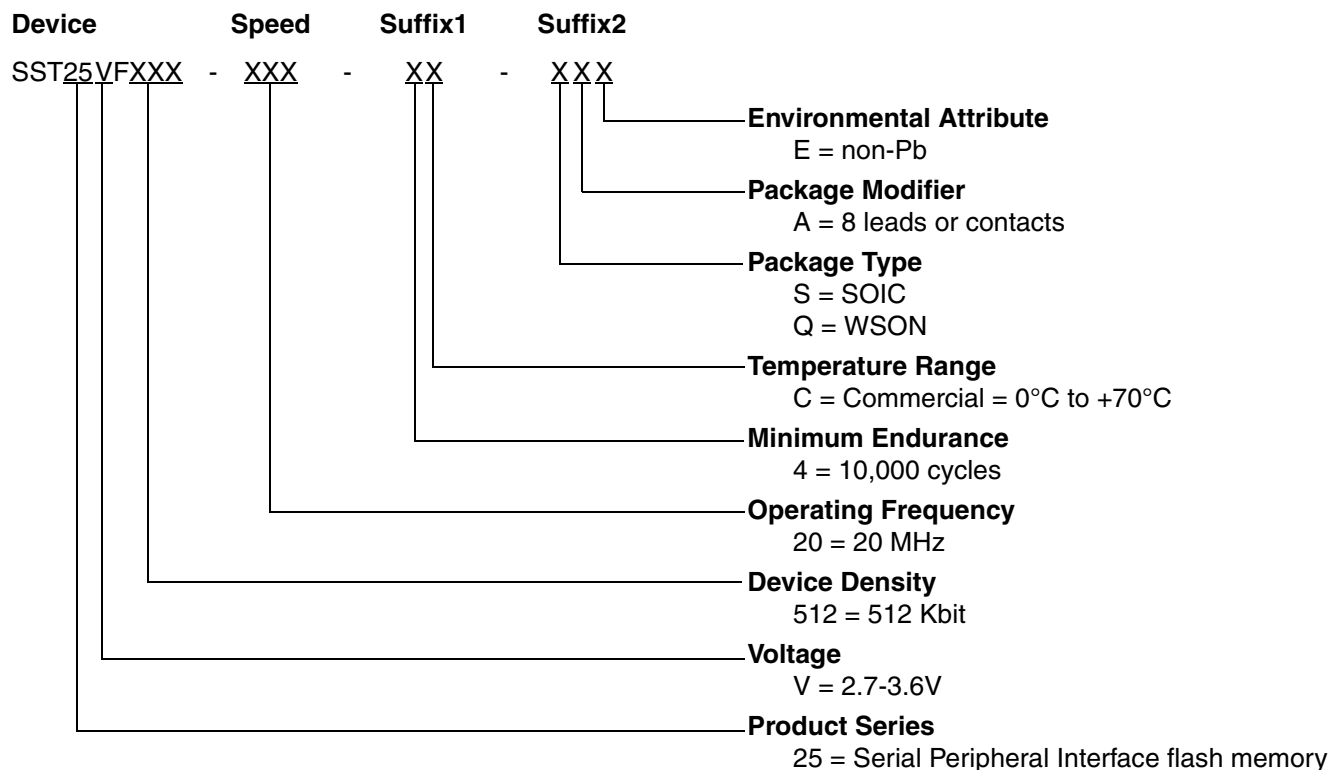 Device Speed Suffix1 Suffix2
SST25VFXXX - XXX - XX - XXX
Environmental Attribute
E = non-Pb
Package Modifier
A = 8 leads or contacts
Package Type
S = SOIC
Q = WSON
Temperature Range
C = Commercial = 0°C to +70°C
Minimum Endurance
4 = 10,000 cycles
Operating Frequency
20 = 20 MHz
Device Density
512 = 512 Kbit
Voltage
V = 2.7-3.6V
Product Series
25 = Serial Peripheral Interface flash memory